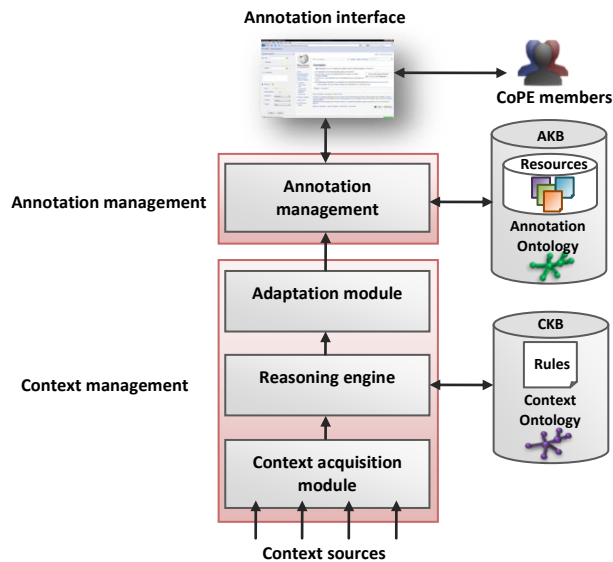 Annotation interface
CoPE members
AKB
Resources
Annotation
Ontology
Annotation management
Annotation
management
Adaptation module
CKB
Rules
Context
Ontology
Context management
Reasoning engine
Context acquisition
module
Context sources